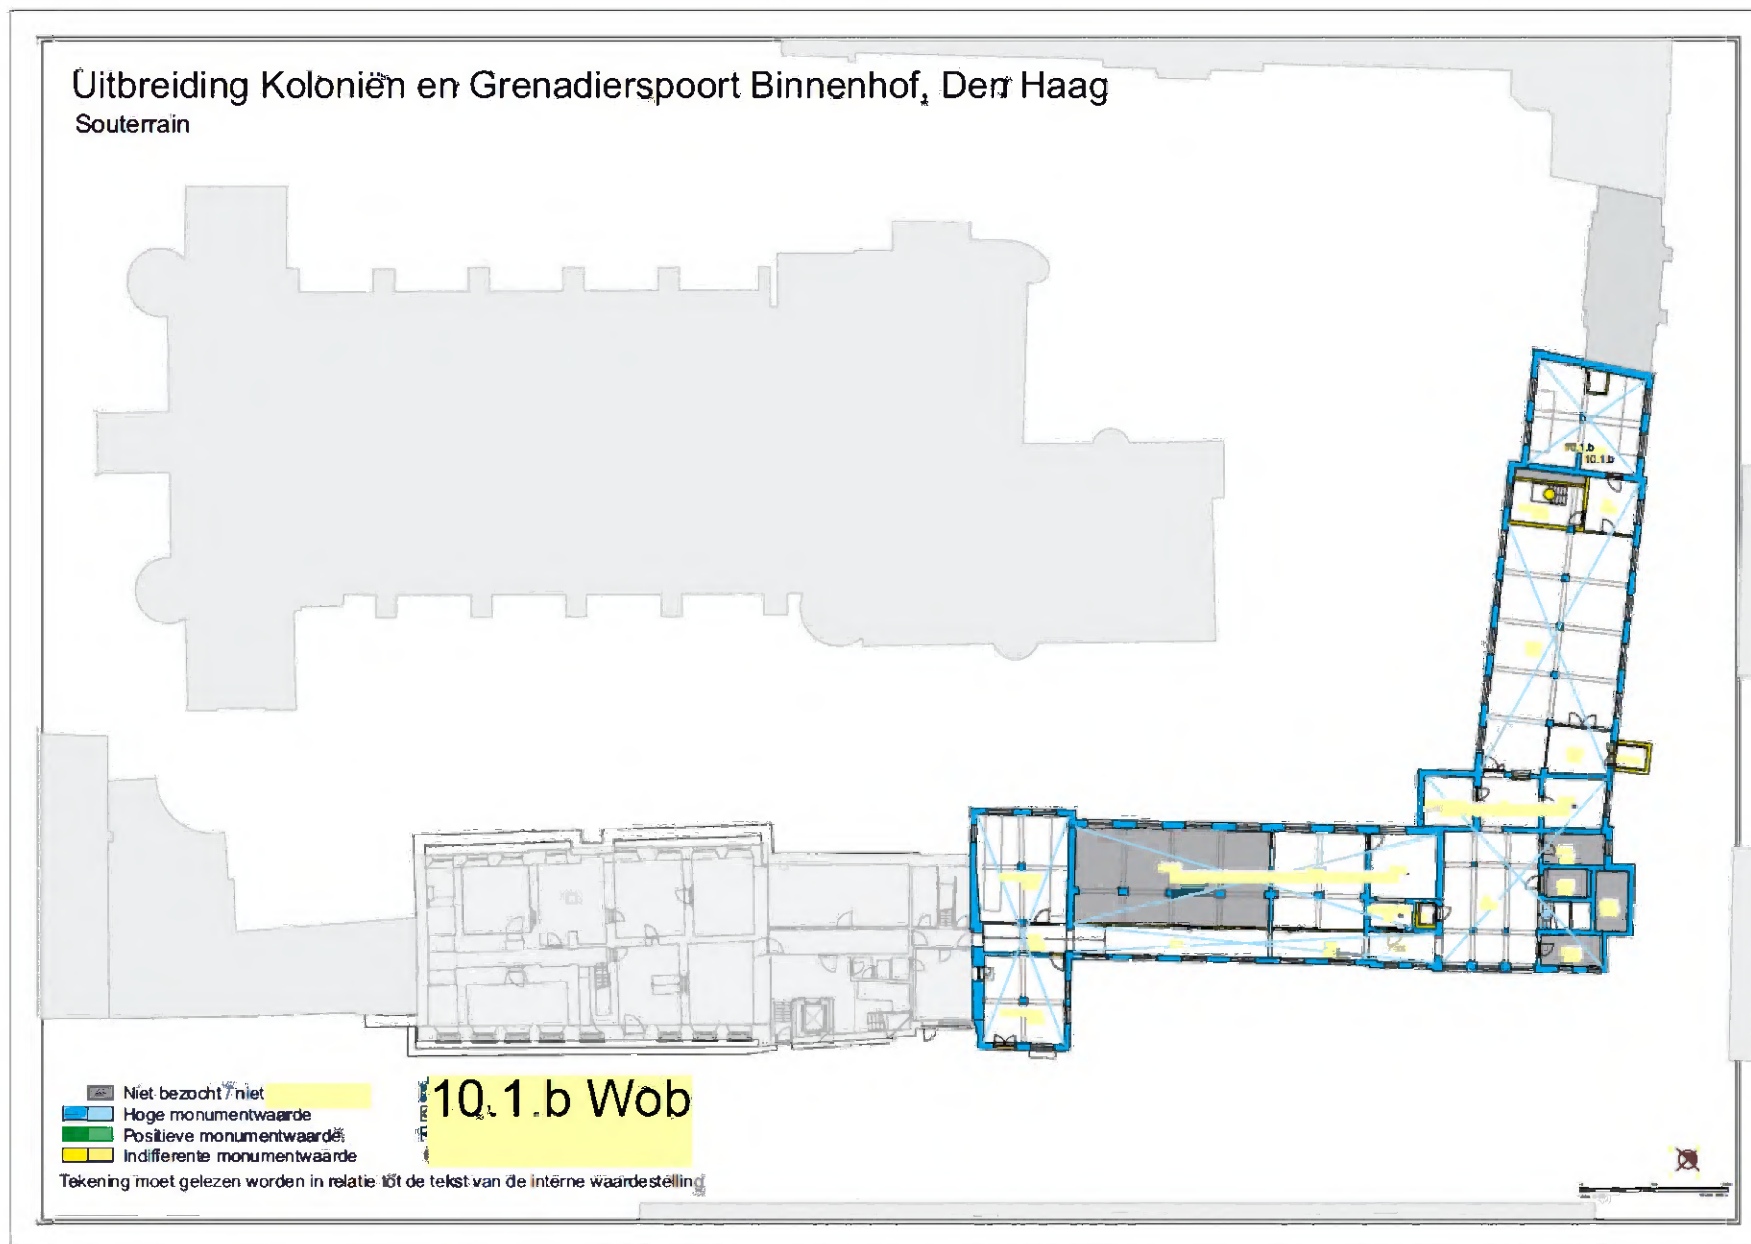 Uitbreiding Koloniën en Grenadierspoort Binnenhof, Den Haag
Souterrain
10.1.b
10.1.b
Niet bezocht / niet
Hoge monumentwaarde
Positieve monumentwaarde
Indifferente monumentwaarde
10.1.b Wob
Tekening moet gelezen worden in relatie tot de tekst van de interne waardestelling